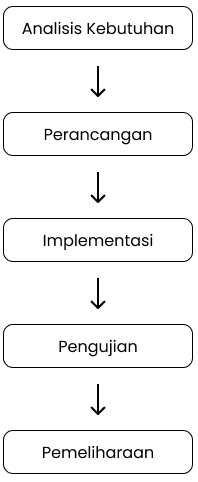 Analisis Kebutuhan
Perancangan
Implementasi
Pengujian
Pemeliharaan